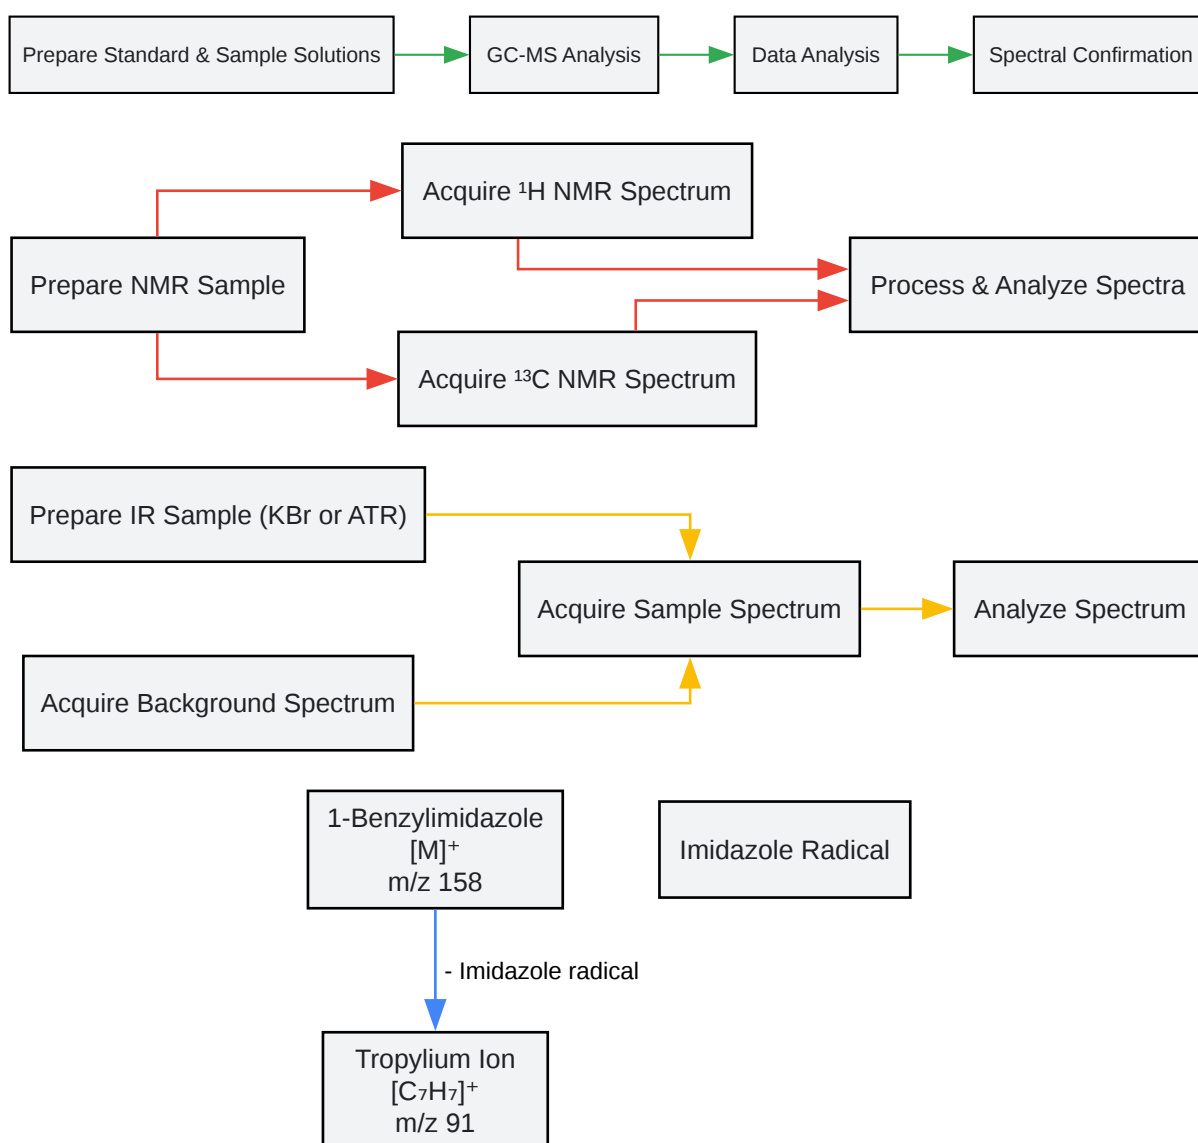 Prepare Standard & Sample Solutions
GC-MS Analysis
Data Analysis
Spectral Confirmation
Acquire ¹H NMR Spectrum
Prepare NMR Sample
Process & Analyze Spectra
Acquire ¹³C NMR Spectrum
Prepare IR Sample (KBr or ATR)
Acquire Sample Spectrum
Analyze Spectrum
Acquire Background Spectrum
1-Benzylimidazole
[M]⁺
m/z 158
Imidazole Radical
- Imidazole radical
Tropylium Ion
[C₇H₇]⁺
m/z 91